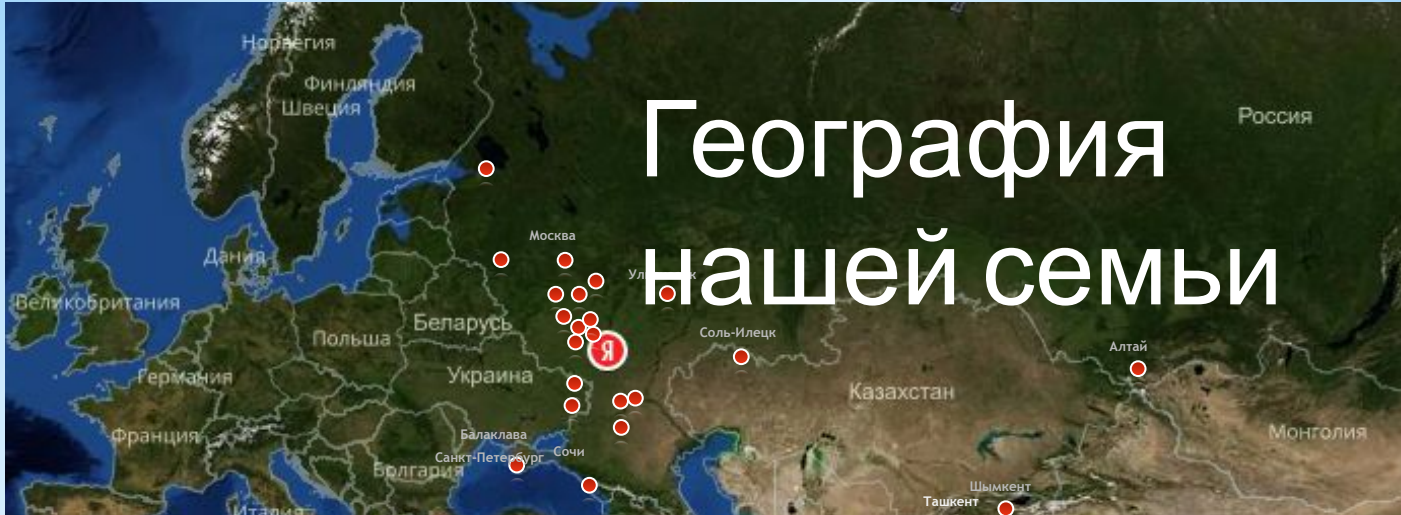 Норвегия
Финляндия
Швеция
География
Россия
Москва
нашей семьи
Дания
Великобритания
Беларусь
Соль-Илецк
Польша
Я
Алтай
Германия
Украина
Казахстан
Франция
Балаклава
Монголия
Сочи
Санкт-Петербург
Болгария
Шымкент
Ташкент
Италия